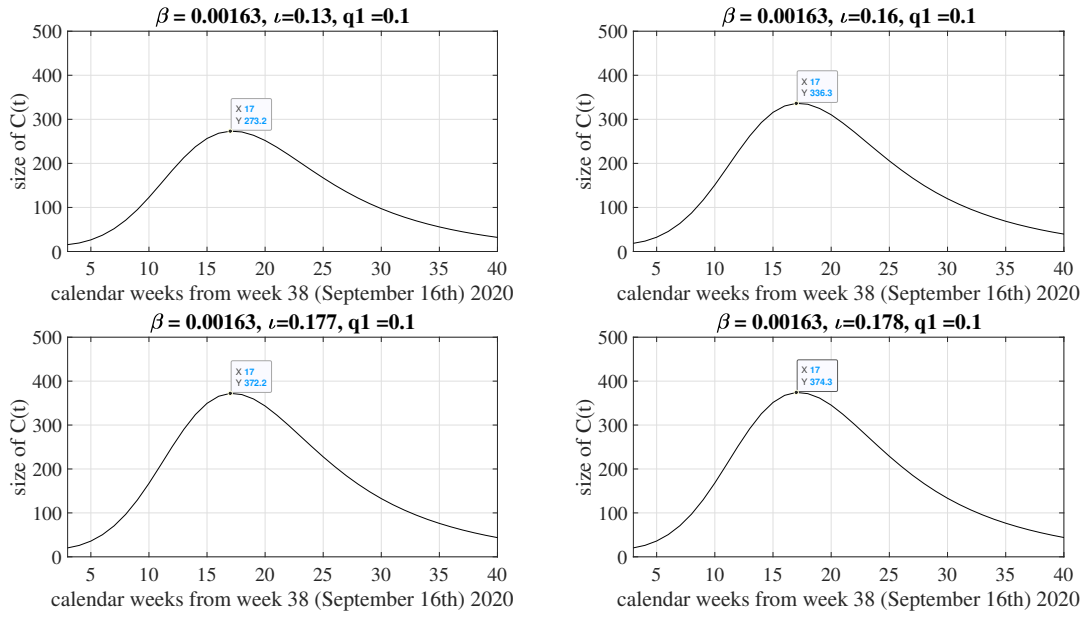 β = 0.00163, ι=0.13, q1 =0.1
500
400
300
200
100
0
size of C(t)
X 17
Y 273.2
5 10 15 20 25 30 35 40
calendar weeks from week 38 (September 16th) 2020
β = 0.00163, ι=0.16, q1 =0.1
500
400
300
200
100
0
size of C(t)
X 17
Y 336.3
5 10 15 20 25 30 35 40
calendar weeks from week 38 (September 16th) 2020
β = 0.00163, ι=0.177, q1 =0.1
500
400
300
200
100
0
size of C(t)
X 17
Y 372.2
5 10 15 20 25 30 35 40
calendar weeks from week 38 (September 16th) 2020
β = 0.00163, ι=0.178, q1 =0.1
500
400
300
200
100
0
size of C(t)
X 17
Y 374.3
5 10 15 20 25 30 35 40
calendar weeks from week 38 (September 16th) 2020